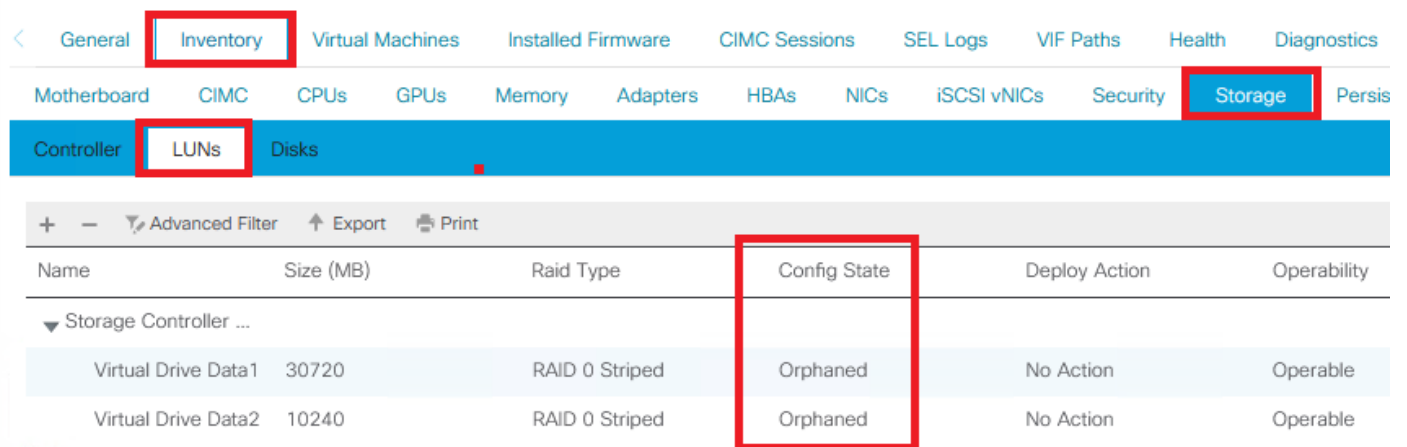 General Inventory Virtual Machines Installed Firmware CIMC Sessions SEL Logs VIF Paths Health Diagnostics
Motherboard CIMC CPUs GPUs Memory Adapters HBAs NICs iSCSI vNICs Security Storage Persis
Controller LUNs Disks
+ − Advanced Filter Export Print
Name Size (MB) Raid Type Config State Deploy Action Operability
Storage Controller ...
Virtual Drive Data1 30720 RAID 0 Striped Orphaned No Action Operable
Virtual Drive Data2 10240 RAID 0 Striped Orphaned No Action Operable